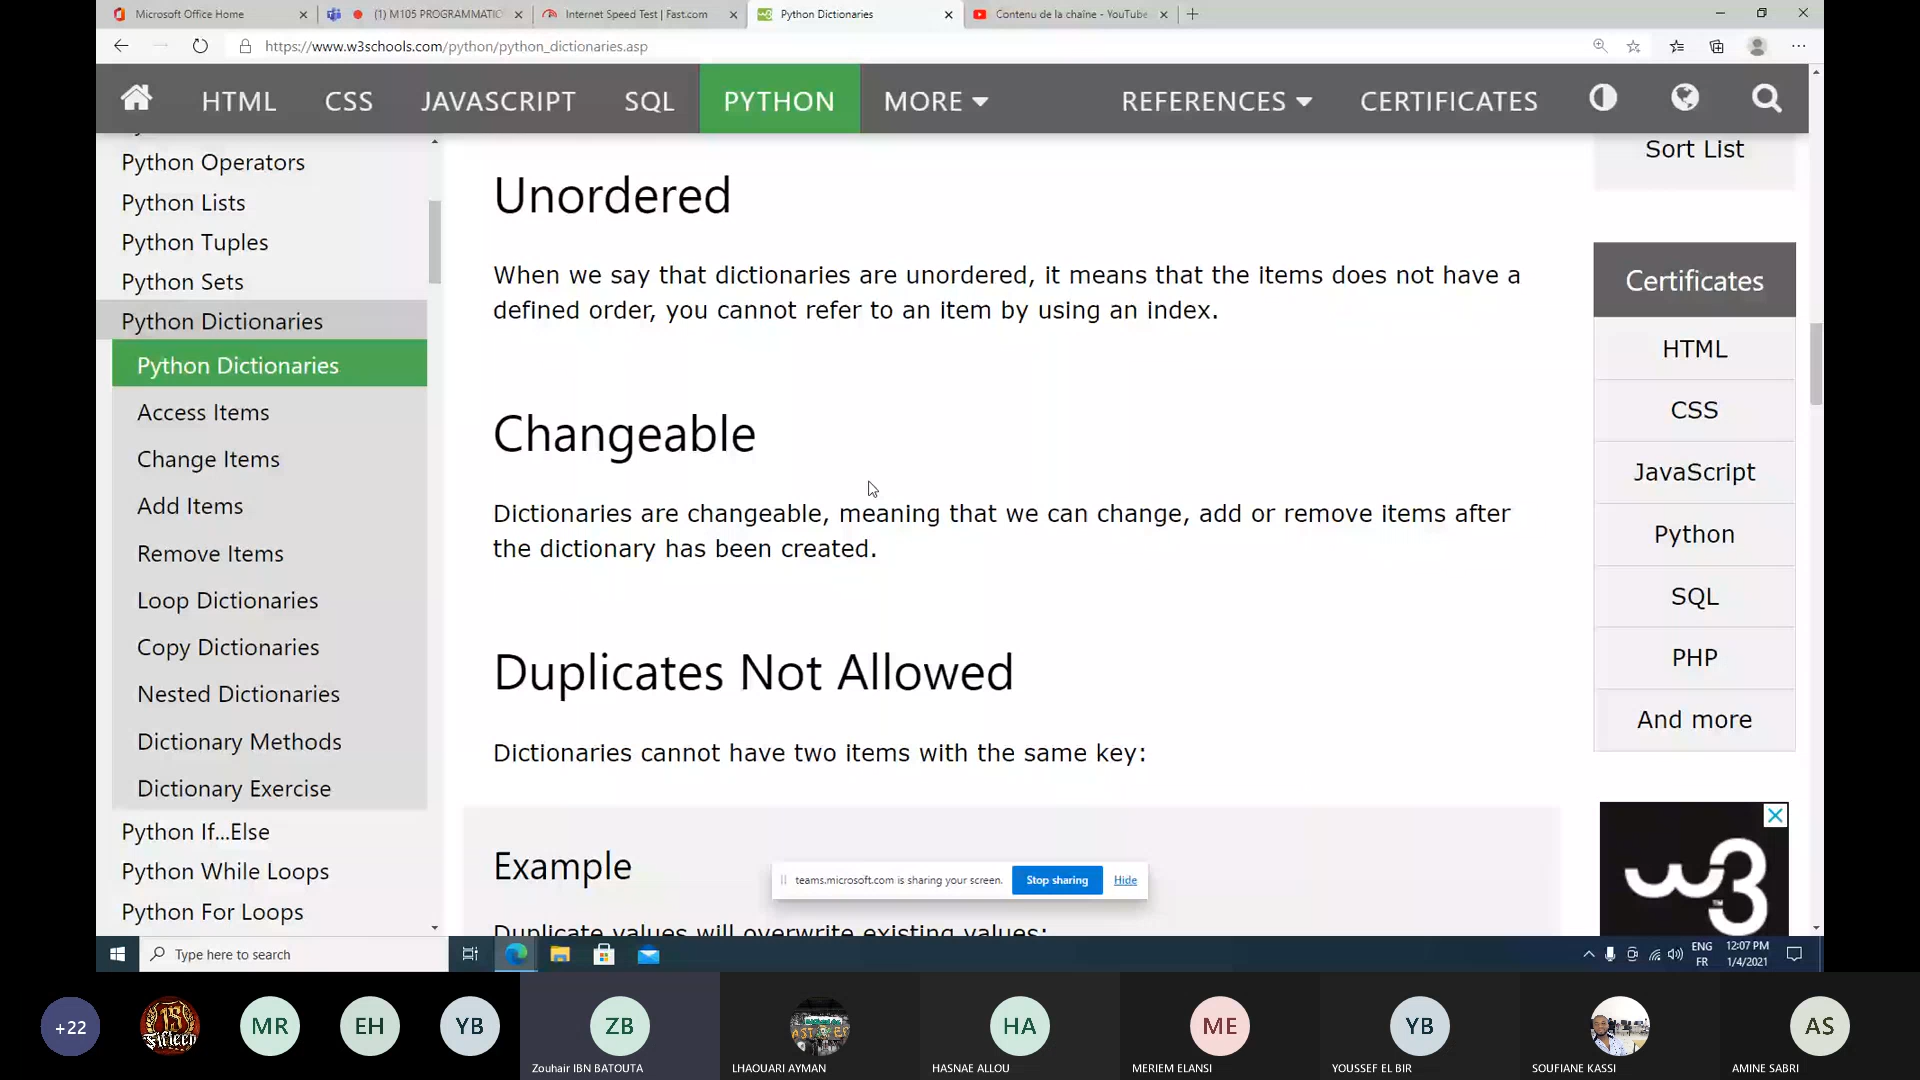 Microsoft Office Home
(1) M105 PROGRAMMATIC
Internet Speed Test | Fast.com
Python Dictionaries
Contenu de la chaîne - YouTube
https://www.w3schools.com/python/python_dictionaries.asp
HTML
CSS
JAVASCRIPT
SQL
PYTHON
MORE
REFERENCES
CERTIFICATES
Python Operators
Python Lists
Python Tuples
Python Sets
Python Dictionaries
Python Dictionaries
Access Items
Change Items
Add Items
Remove Items
Loop Dictionaries
Copy Dictionaries
Nested Dictionaries
Dictionary Methods
Dictionary Exercise
Python If...Else
Python While Loops
Python For Loops
Unordered
When we say that dictionaries are unordered, it means that the items does not have a
defined order, you cannot refer to an item by using an index.
Changeable
Dictionaries are changeable, meaning that we can change, add or remove items after
the dictionary has been created.
Duplicates Not Allowed
Dictionaries cannot have two items with the same key:
Example
Duplicate values will overwrite existing values:
Sort List
Certificates
HTML
CSS
JavaScript
Python
SQL
PHP
And more
w3
teams.microsoft.com is sharing your screen.
Stop sharing
Hide
Type here to search
ENG
FR
12:07 PM
1/4/2021
+22
15
Fifteen
MR
EH
YB
ZB
Zouhair IBN BATOUTA
LHAOUARI AYMAN
HA
HASNAE ALLOU
ME
MERIEM ELANSI
YB
YOUSSEF EL BIR
SOUFIANE KASSI
AS
AMINE SABRI